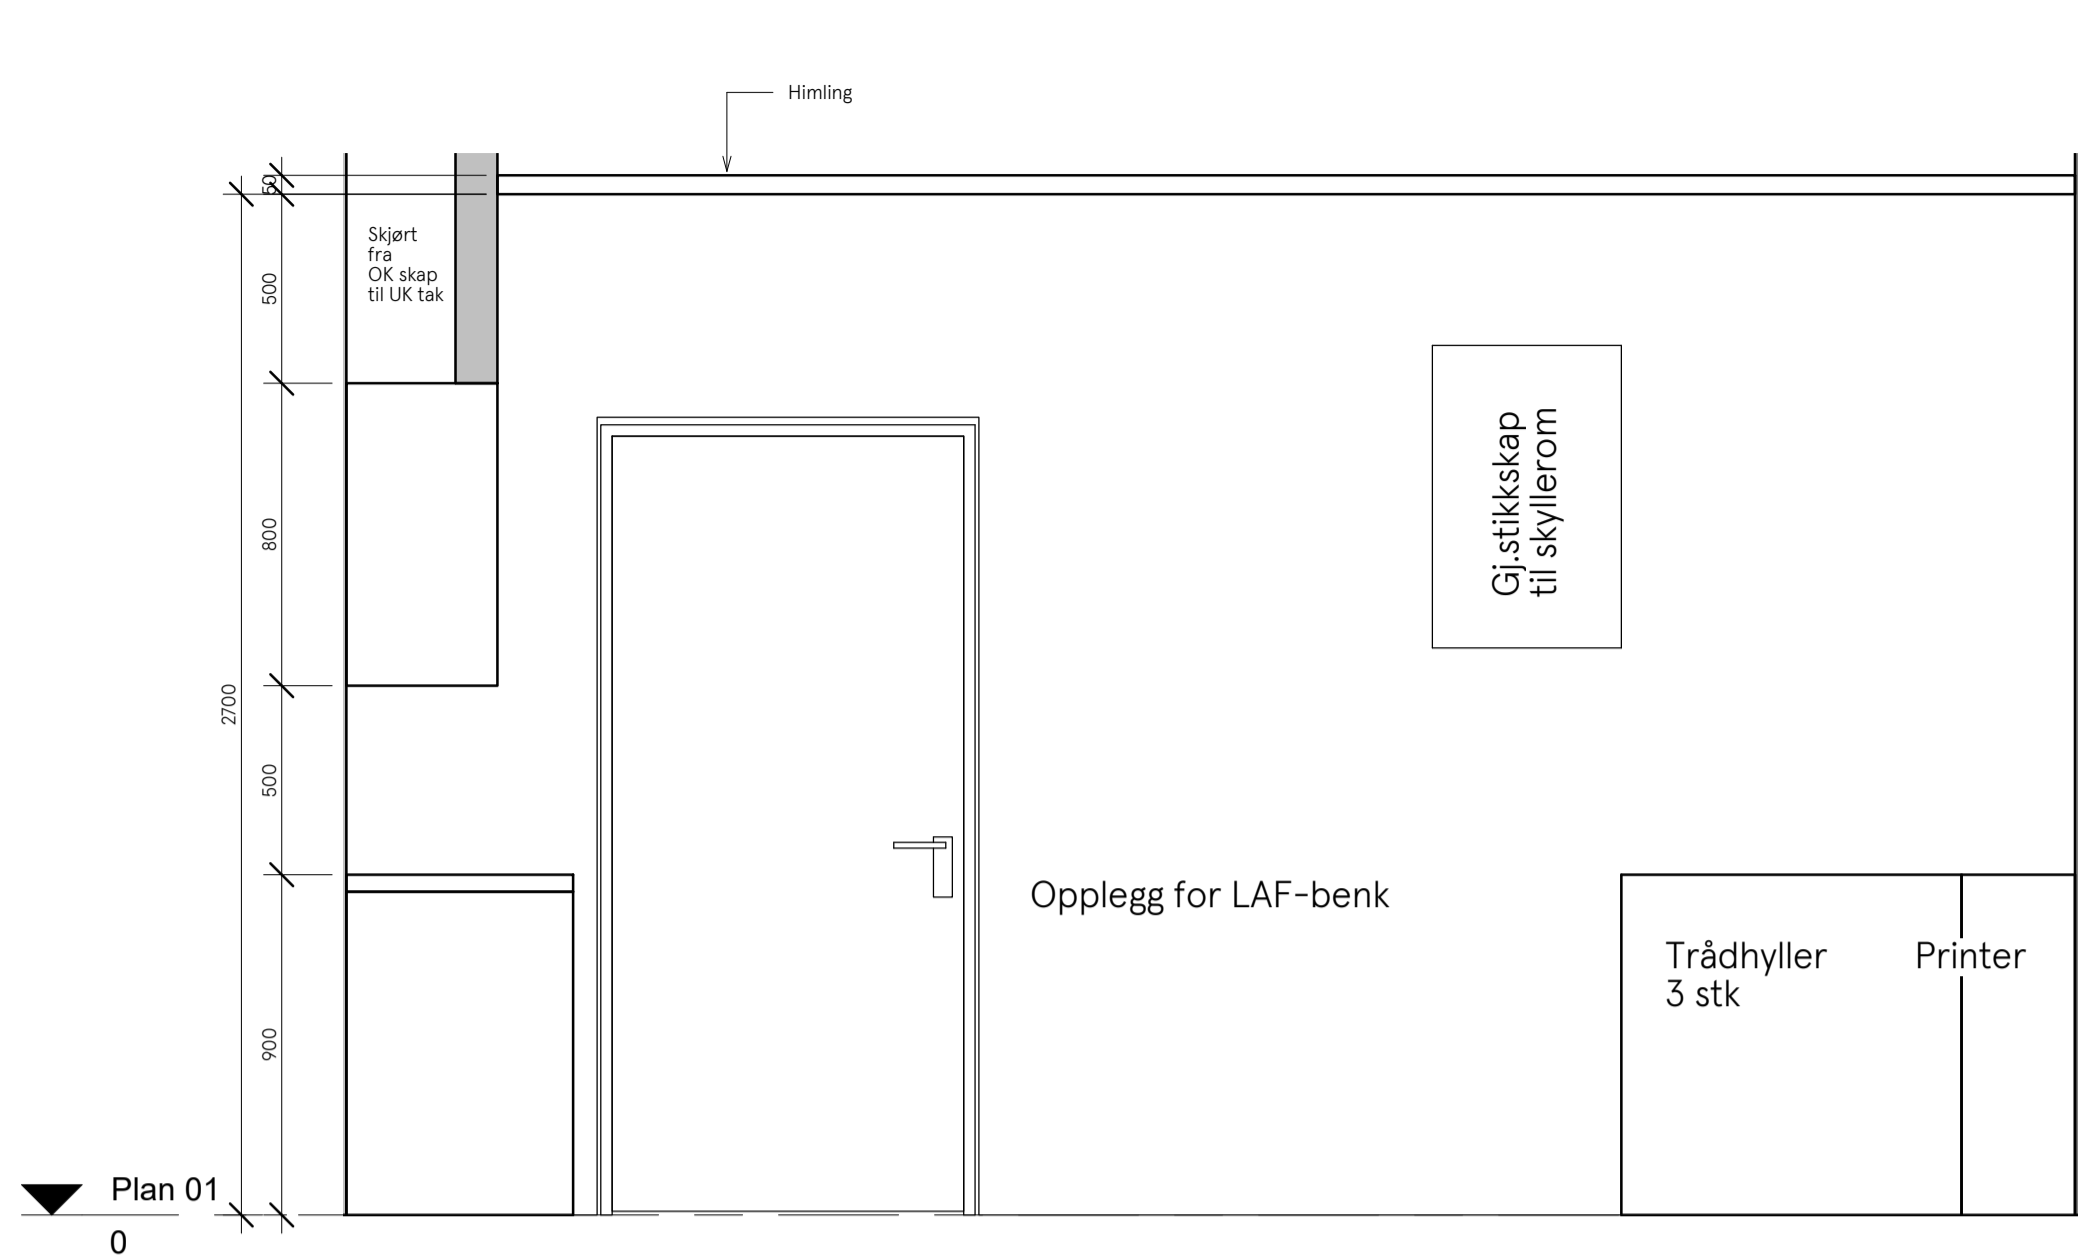 Himling
50
Skjørt
fra
OK skap
til UK tak
500
800
2700
500
900
Gj.stikkskap
til skyllerom
Opplegg for LAF-benk
Trådhyller
3 stk
Printer
Plan 01
0